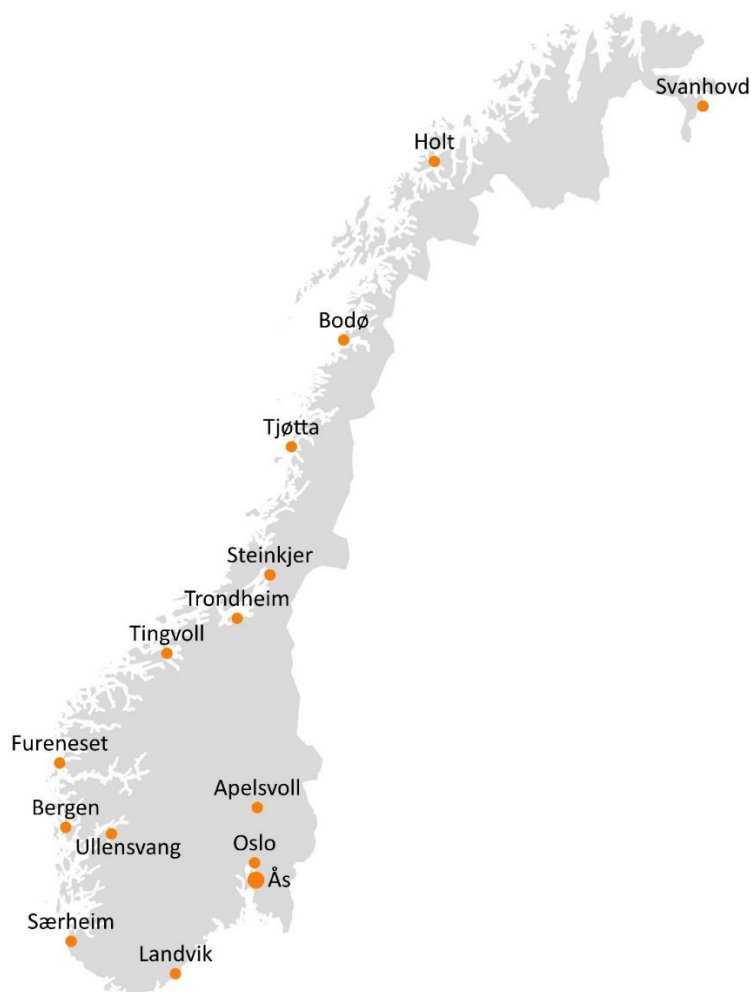 Svanhovd
Holt
Bodø
Tjøtta
Steinkjer
Trondheim
Tingvoll
Fureneset
Apelsvoll
Bergen
Ullensvang
Oslo
Ås
Særheim
Landvik